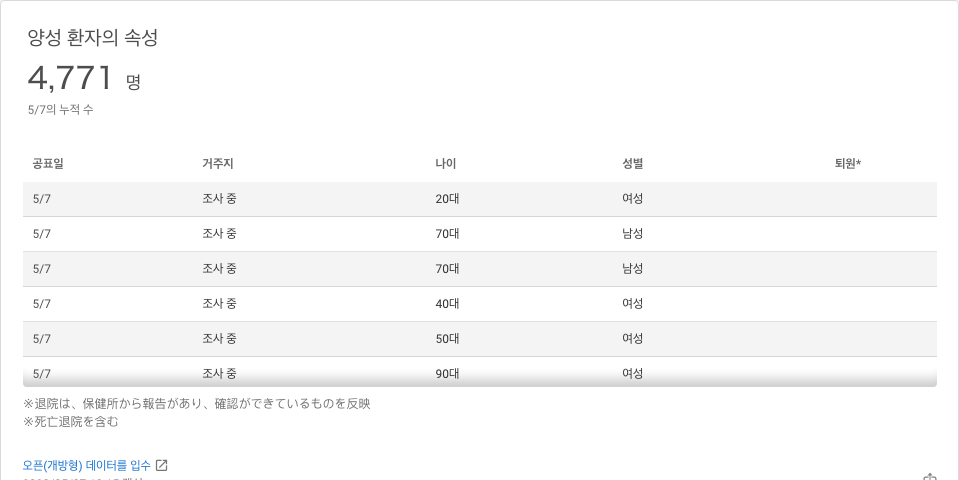 양성 환자의 속성
4,771 명
5/7의 누적 수
공표일 거주지 나이 성별 퇴원*
5/7 조사 중 20대 여성
5/7 조사 중 70대 남성
5/7 조사 중 70대 남성
5/7 조사 중 40대 여성
5/7 조사 중 50대 여성
5/7 조사 중 90대 여성
※退院は、保健所から報告があり、確認ができているものを反映
※死亡退院を含む
오픈(개방형) 데이터를 입수